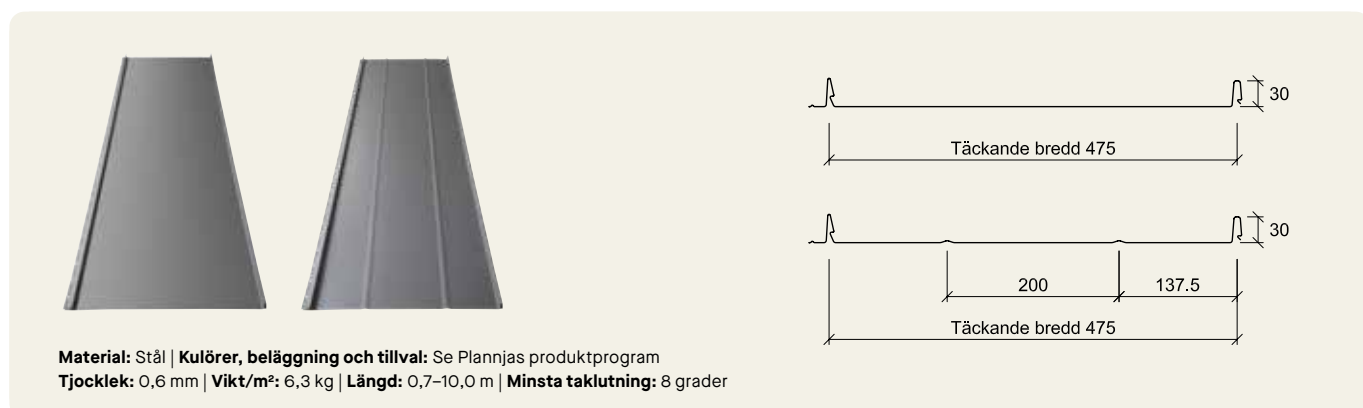 30
Täckande bredd 475
30
200 137.5
Täckande bredd 475
Material: Stål | Kulörer, beläggning och tillval: Se Plannjas produktprogram
Tjocklek: 0,6 mm | Vikt/m²: 6,3 kg | Längd: 0,7–10,0 m | Minsta taklutning: 8 grader